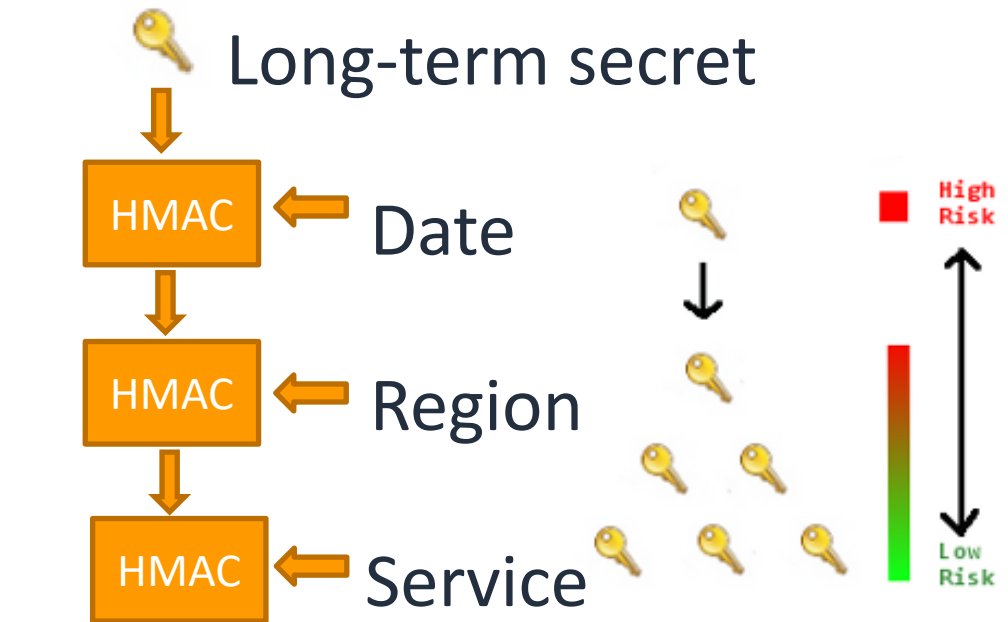 Long-term secret
HMAC
Date
High
Risk
HMAC
Region
HMAC
Service
Low
Risk